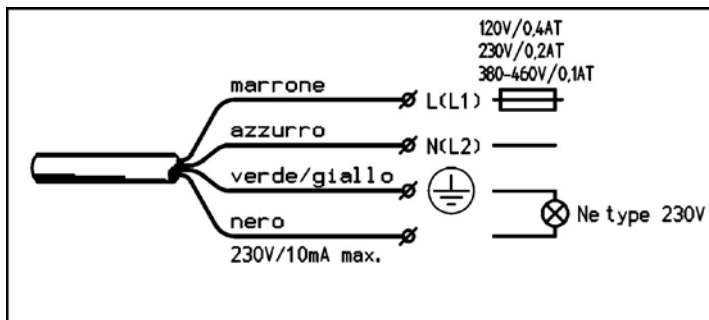 120V/0,4AT
230V/0,2AT
380-460V/0,1AT
marrone L(L1)
azzurro N(L2)
verde/giallo
Ne type 230V
nero
230V/10mA max.